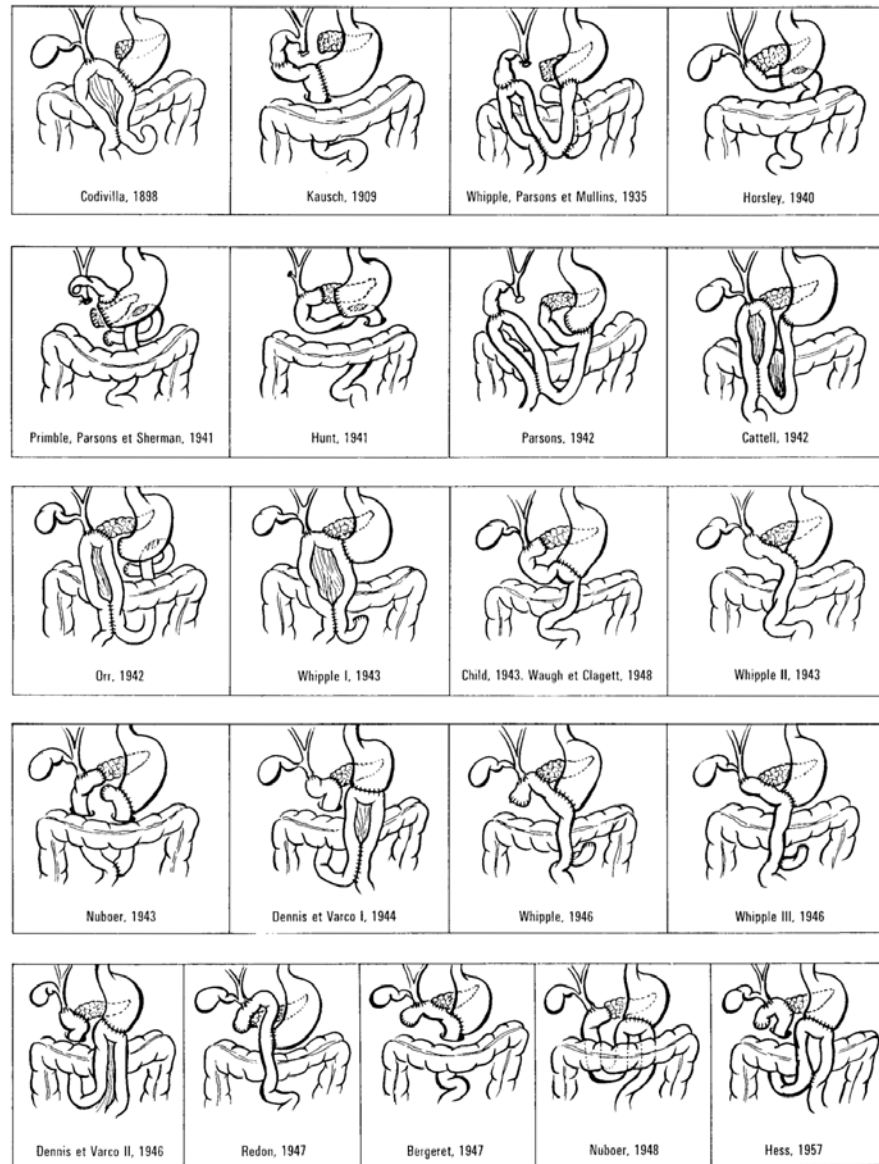 Codivilla, 1898
Kausch, 1909
Whipple, Parsons et Mullins, 1935
Horsley, 1940
Primble, Parsons et Sherman, 1941
Hunt, 1941
Parsons, 1942
Cattell, 1942
Orr, 1942
Whipple I, 1943
Child, 1943. Waugh et Clagett, 1948
Whipple II, 1943
Nuboer, 1943
Dennis et Varco I, 1944
Whipple, 1946
Whipple III, 1946
Dennis et Varco II, 1946
Redon, 1947
Bergeret, 1947
Nuboer, 1948
Hess, 1957